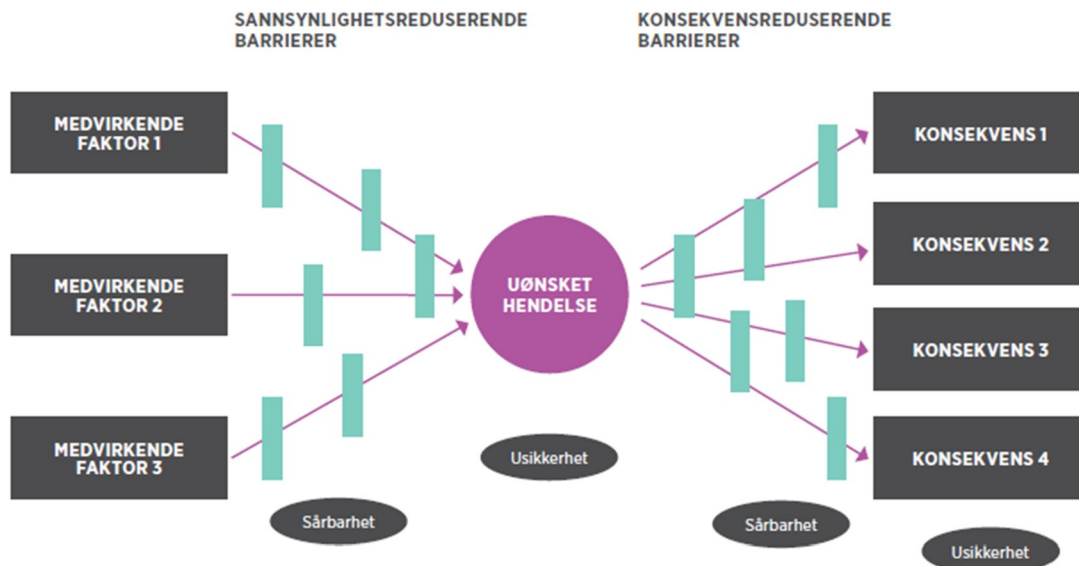 SANNSYNLIGHETSREDUSERENDE
BARRIERER
KONSEKVENSREDUSERENDE
BARRIERER
MEDVIRKENDE
FAKTOR 1
MEDVIRKENDE
FAKTOR 2
MEDVIRKENDE
FAKTOR 3
UØNSKET
HENDELSE
KONSEKVENS 1
KONSEKVENS 2
KONSEKVENS 3
KONSEKVENS 4
Usikkerhet
Sårbarhet
Sårbarhet
Usikkerhet